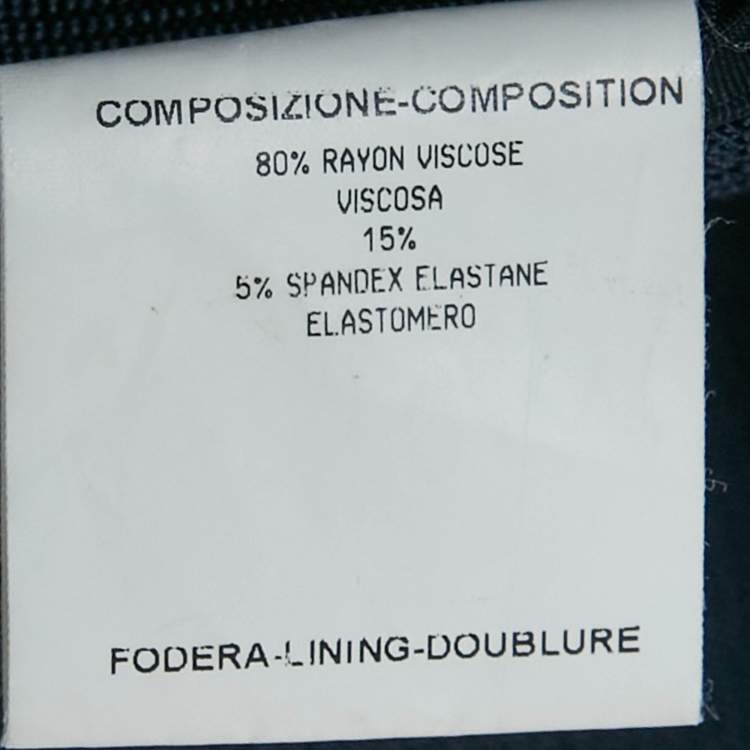 COMPOSIZIONE-COMPOSITION
80% RAYON VISCOSE
VISCOSA
15%
5% SPANDEX ELASTANE
ELASTOMERO
FODERA-LINING-DOUBLURE